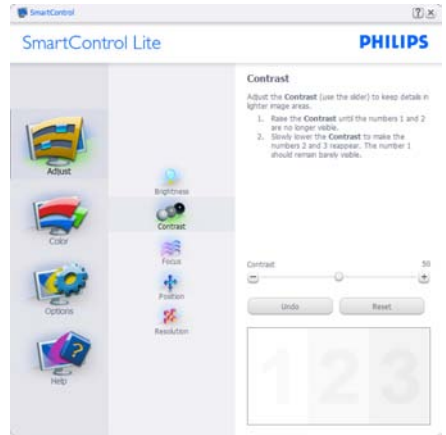 SmartControl
SmartControl Lite
PHILIPS
Adjust
Color
Options
Help
Brightness
Contrast
Focus
Position
Resolution
Contrast
Adjust the Contrast (use the slider) to keep details in
lighter image areas.
1. Raise the Contrast until the numbers 1 and 2
are no longer visible.
2. Slowly lower the Contrast to make the
numbers 2 and 3 reappear. The number 1
should remain barely visible.
Contrast 50
Undo Reset
1 2 3